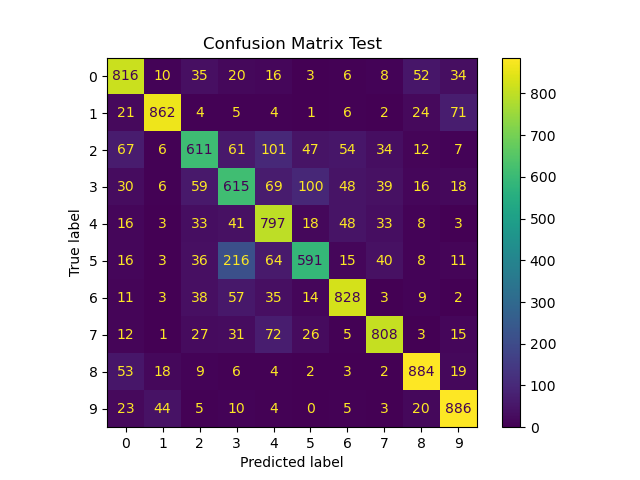 Confusion Matrix Test
0 816 10 35 20 16 3 6 8 52 34
1 21 862 4 5 4 1 6 2 24 71
2 67 6 611 61 101 47 54 34 12 7
3 30 6 59 615 69 100 48 39 16 18
4 16 3 33 41 797 18 48 33 8 3
5 16 3 36 216 64 591 15 40 8 11
6 11 3 38 57 35 14 828 3 9 2
7 12 1 27 31 72 26 5 808 3 15
8 53 18 9 6 4 2 3 2 884 19
9 23 44 5 10 4 0 5 3 20 886
0 1 2 3 4 5 6 7 8 9
Predicted label
True label
800
700
600
500
400
300
200
100
0